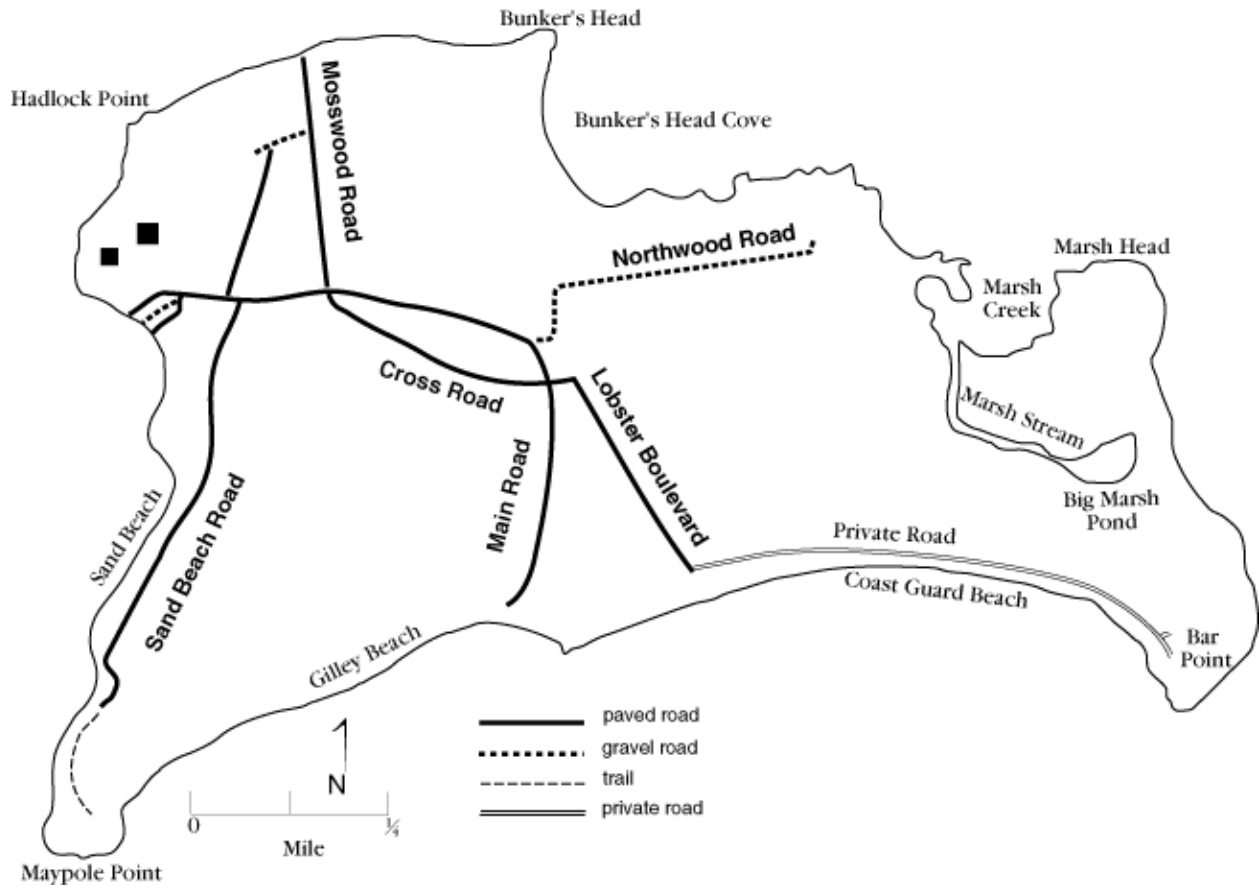 Bunker's Head
Hadlock Point
Mosswood Road
Bunker's Head Cove
Northwood Road
Marsh Head
Marsh
Creek
Cross Road
Lobster Boulevard
Marsh Stream
Main Road
Big Marsh
Pond
Sand Beach
Sand Beach Road
Private Road
Coast Guard Beach
Bar
Point
Gilley Beach
paved road
gravel road
trail
private road
N
0
¼
Mile
Maypole Point